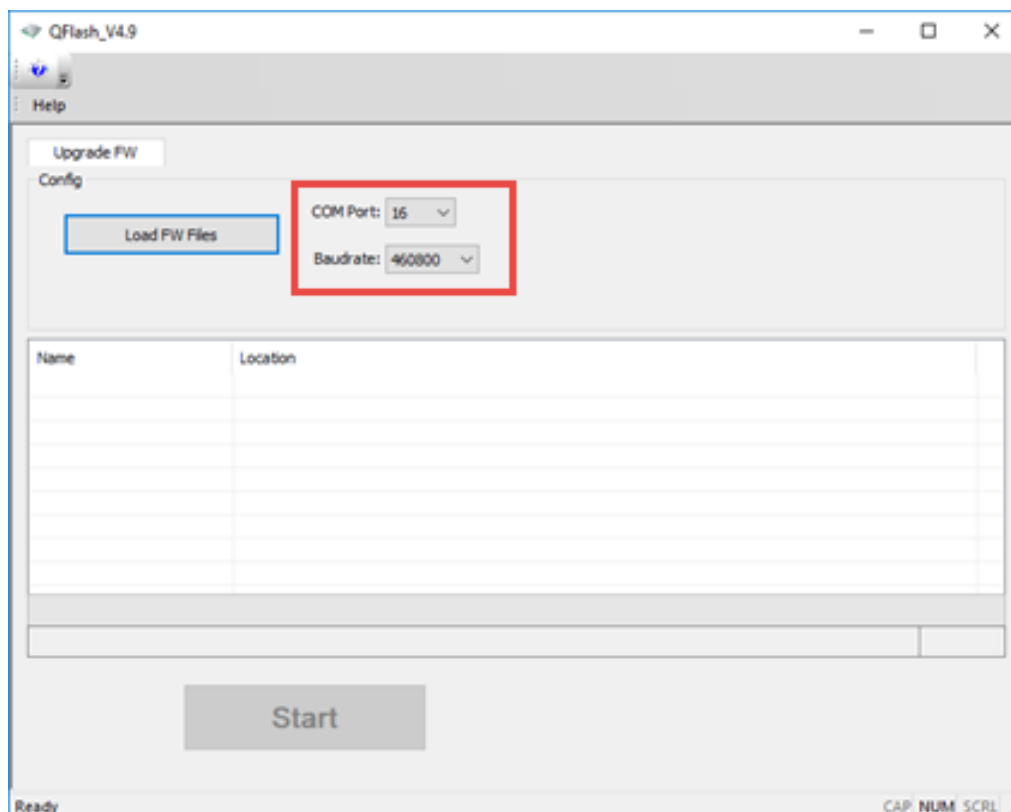 QFlash_V4.9
Help
Upgrade FW
Config
Load FW Files
COM Port: 16
Baudrate: 460800
Name Location
Start
Ready CAP NUM SCRL